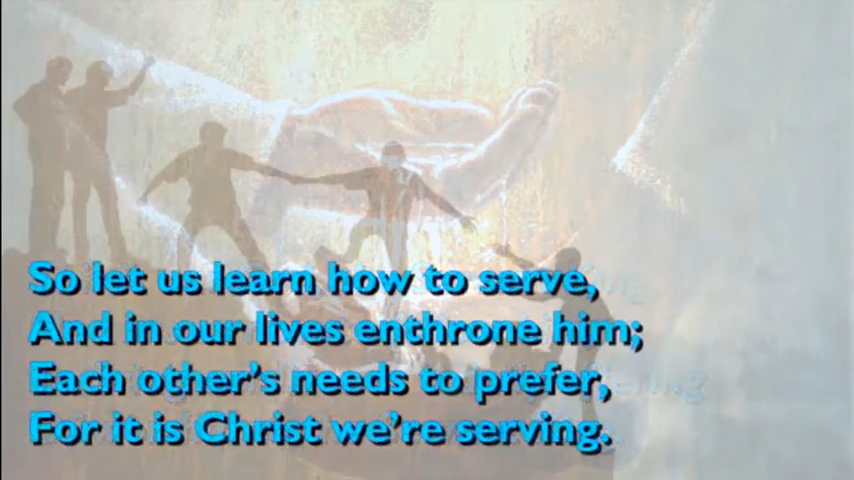 So let us learn how to serve,
And in our lives enthrone him;
Each other’s needs to prefer,
For it is Christ we’re serving.